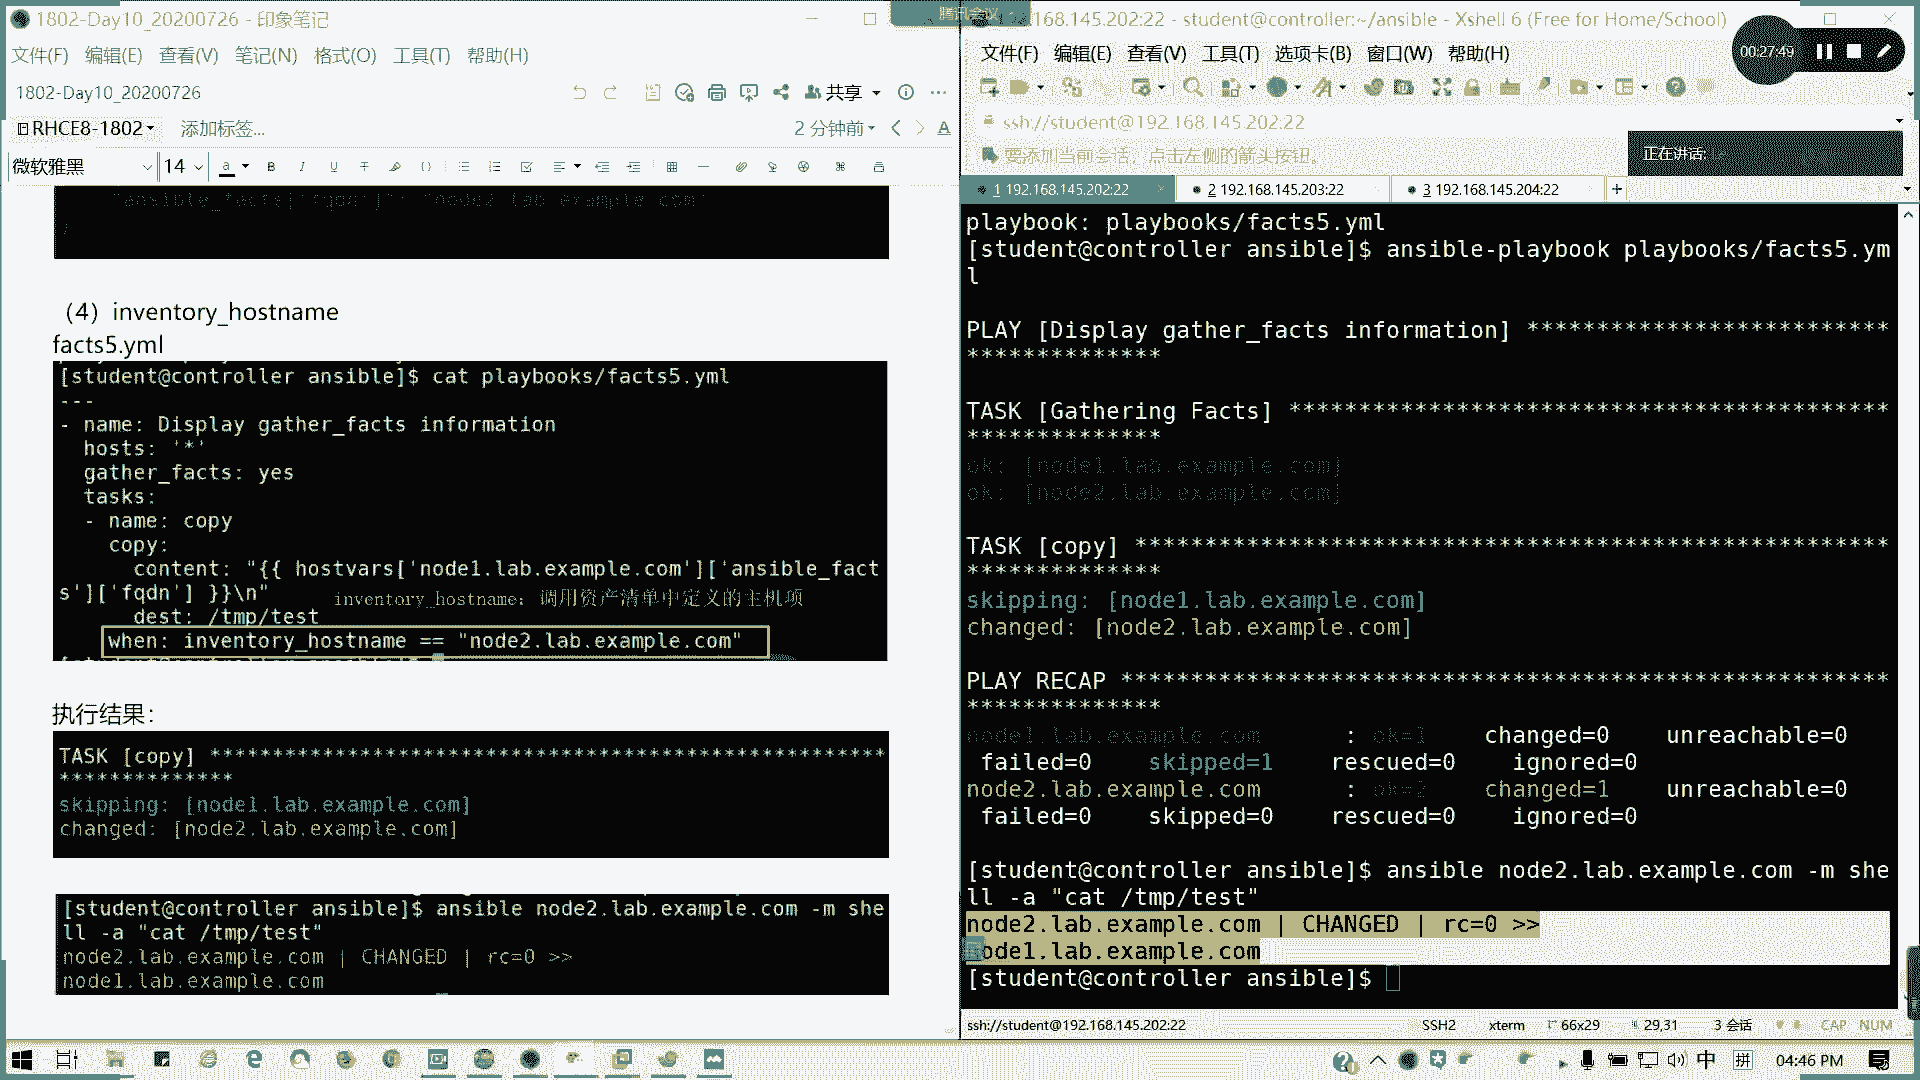 1802-Day10_20200726 - 印象笔记
文件(F) 编辑(E) 查看(V) 笔记(N) 格式(O) 工具(T) 帮助(H)
1802-Day10_20200726
共享
RHCE8-1802
添加标签...
2 分钟前
微软雅黑
14
"ansible_facts['fqdn']": "node2.lab.example.com"
}
（4）inventory_hostname
facts5.yml
[student@controller ansible]$ cat playbooks/facts5.yml
---
- name: Display gather_facts information
hosts: '*'
gather_facts: yes
tasks:
- name: copy
copy:
content: "{{ hostvars['node1.lab.example.com']['ansible_fact
s']['fqdn'] }}\n"
inventory_hostname：调用资产清单中定义的主机项
dest: /tmp/test
when: inventory_hostname == "node2.lab.example.com"
执行结果：
TASK [copy] *******************************************************
**************
skipping: [node1.lab.example.com]
changed: [node2.lab.example.com]
[student@controller ansible]$ ansible node2.lab.example.com -m she
ll -a "cat /tmp/test"
node2.lab.example.com | CHANGED | rc=0 >>
node1.lab.example.com
腾讯会议
168.145.202:22 - student@controller:~/ansible - Xshell 6 (Free for Home/School)
00:27:49
文件(F) 编辑(E) 查看(V) 工具(T) 选项卡(B) 窗口(W) 帮助(H)
ssh://student@192.168.145.202:22
要添加当前会话，点击左侧的箭头按钮。
正在讲话:
1 192.168.145.202:22
2 192.168.145.203:22
3 192.168.145.204:22
playbook: playbooks/facts5.yml
[student@controller ansible]$ ansible-playbook playbooks/facts5.ym
l
PLAY [Display gather_facts information] **************************
**************
TASK [Gathering Facts] *******************************************
**************
ok: [node1.lab.example.com]
ok: [node2.lab.example.com]
TASK [copy] ******************************************************
**************
skipping: [node1.lab.example.com]
changed: [node2.lab.example.com]
PLAY RECAP *******************************************************
**************
node1.lab.example.com : ok=1 changed=0 unreachable=0
failed=0 skipped=1 rescued=0 ignored=0
node2.lab.example.com : ok=2 changed=1 unreachable=0
failed=0 skipped=0 rescued=0 ignored=0
[student@controller ansible]$ ansible node2.lab.example.com -m she
ll -a "cat /tmp/test"
node2.lab.example.com | CHANGED | rc=0 >>
node1.lab.example.com
[student@controller ansible]$
ssh://student@192.168.145.202:22
SSH2 xterm 66x29 29,31 3 会话 CAP NUM
中 拼 04:46 PM